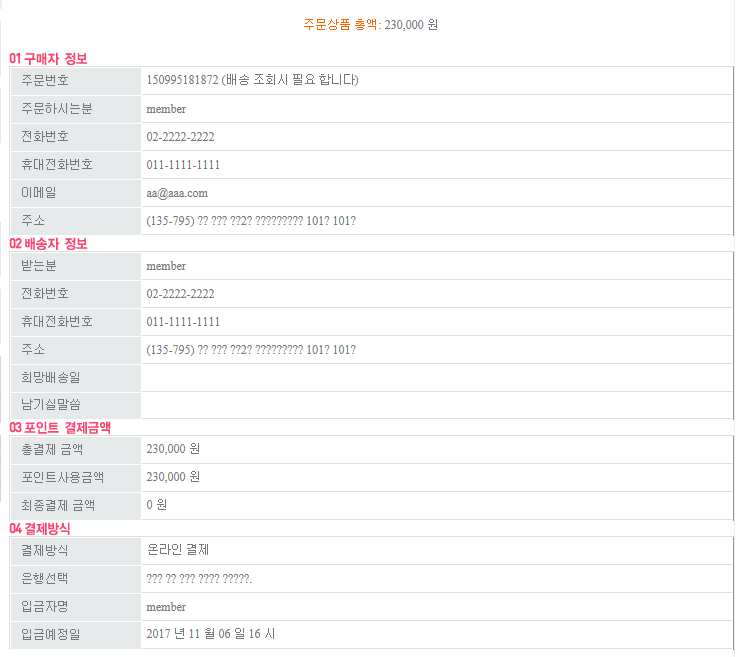 주문상품 총액: 230,000 원
01 구매자 정보
주문번호 150995181872 (배송 조회시 필요 합니다)
주문하시는분 member
전화번호 02-2222-2222
휴대전화번호 011-1111-1111
이메일 aa@aaa.com
주소 (135-795) ?? ??? ??2? ????????? 101? 101?
02 배송자 정보
받는분 member
전화번호 02-2222-2222
휴대전화번호 011-1111-1111
주소 (135-795) ?? ??? ??2? ????????? 101? 101?
희망배송일
남기실말씀
03 포인트 결제금액
총결제 금액 230,000 원
포인트사용금액 230,000 원
최종결제 금액 0 원
04 결제방식
결제방식 온라인 결제
은행선택 ??? ?? ??? ???? ?????.
입금자명 member
입금예정일 2017 년 11 월 06 일 16 시